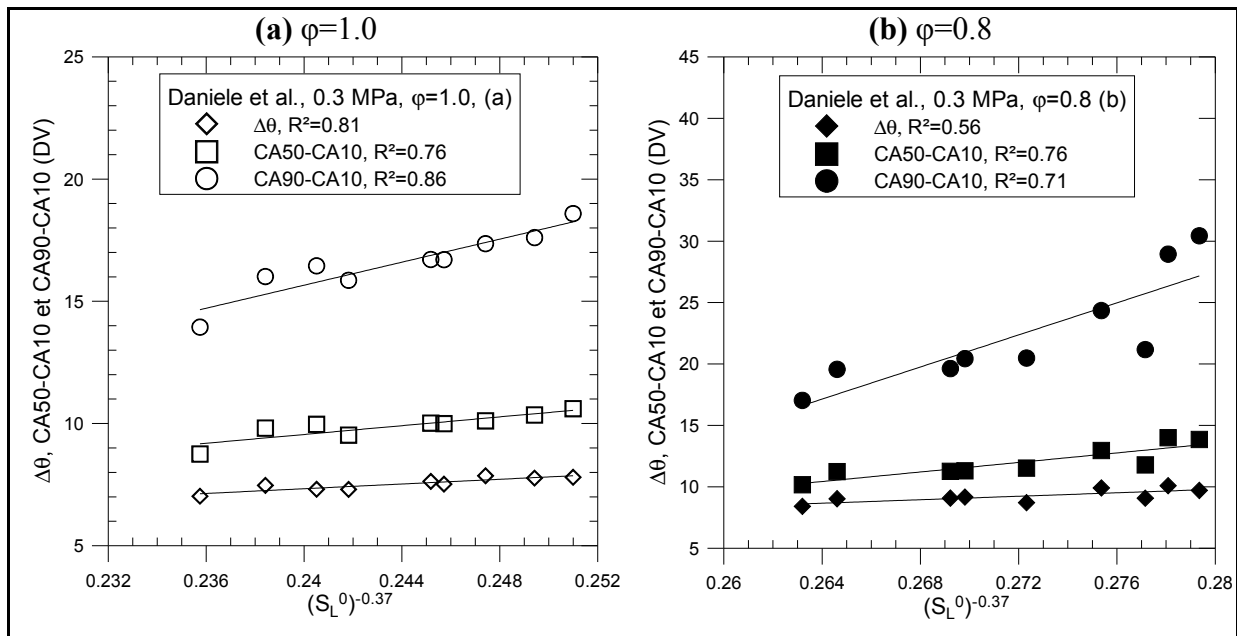 (a) φ=1.0
Δθ, CA50-CA10 et CA90-CA10 (DV)
25
20
15
10
5
Daniele et al., 0.3 MPa, φ=1.0, (a)
Δθ, R²=0.81
CA50-CA10, R²=0.76
CA90-CA10, R²=0.86
0.232 0.236 0.24 0.244 0.248 0.252
(S_L^0)^-0.37
(b) φ=0.8
Δθ, CA50-CA10 et CA90-CA10 (DV)
45
40
35
30
25
20
15
10
5
Daniele et al., 0.3 MPa, φ=0.8 (b)
Δθ, R²=0.56
CA50-CA10, R²=0.76
CA90-CA10, R²=0.71
0.26 0.264 0.268 0.272 0.276 0.28
(S_L^0)^-0.37